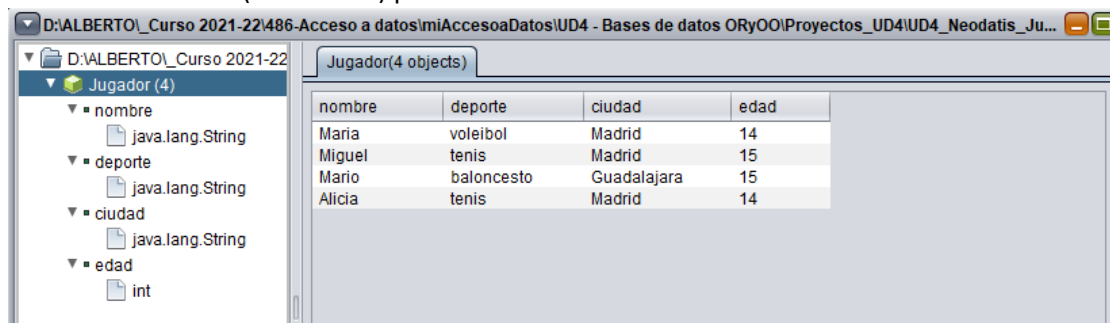 D:\ALBERTO\_Curso 2021-22\486-Acceso a datos\miAccesoaDatos\UD4 - Bases de datos ORyOO\Proyectos_UD4\UD4_Neodatis_Ju...
D:\ALBERTO\_Curso 2021-22
Jugador (4)
nombre
java.lang.String
deporte
java.lang.String
ciudad
java.lang.String
edad
int
Jugador(4 objects)
nombre deporte ciudad edad
Maria voleibol Madrid 14
Miguel tenis Madrid 15
Mario baloncesto Guadalajara 15
Alicia tenis Madrid 14